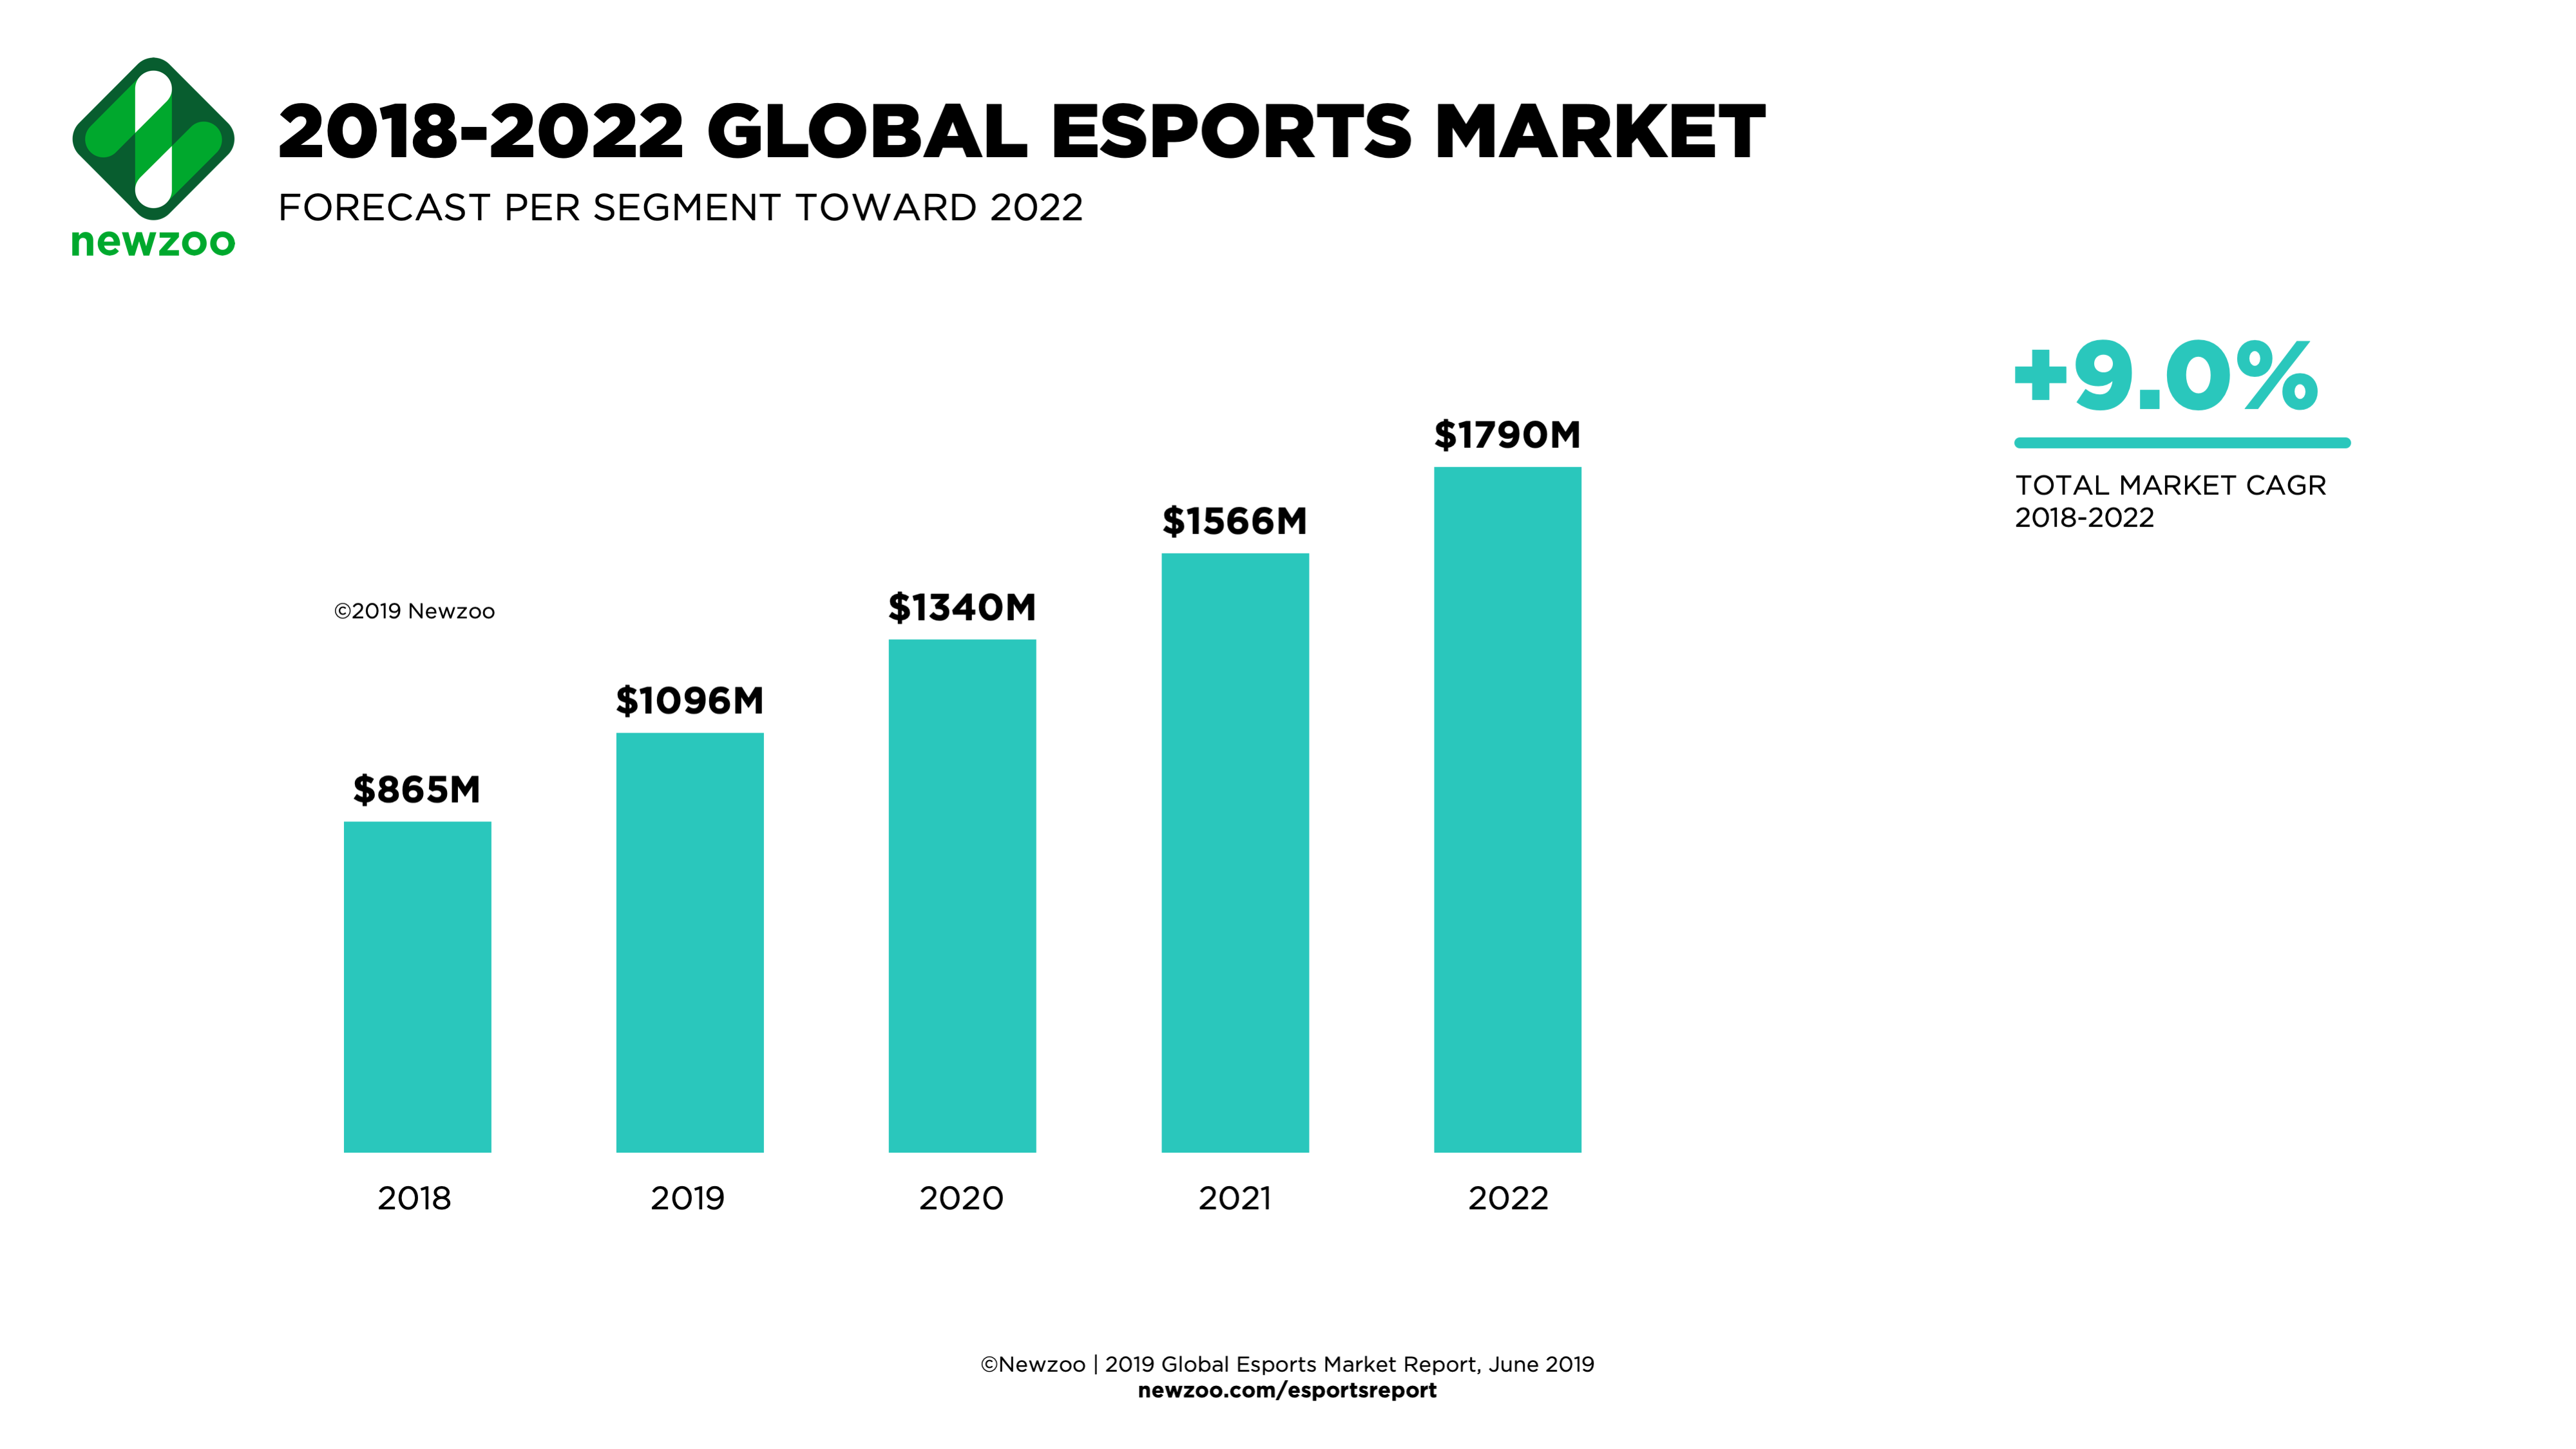 newzoo
2018-2022 GLOBAL ESPORTS MARKET
FORECAST PER SEGMENT TOWARD 2022
+9.0%
TOTAL MARKET CAGR
2018-2022
©2019 Newzoo
$865M
$1096M
$1340M
$1566M
$1790M
2018
2019
2020
2021
2022
©Newzoo | 2019 Global Esports Market Report, June 2019
newzoo.com/esportsreport